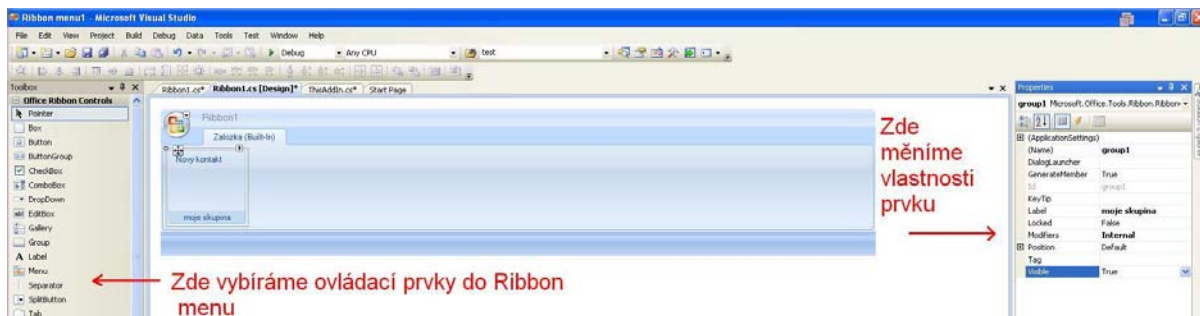 Ribbon menu1 - Microsoft Visual Studio
File Edit View Project Build Debug Data Tools Test Window Help
Debug Any CPU test
Toolbox
Office Ribbon Controls
Pointer
Box
Button
ButtonGroup
CheckBox
ComboBox
DropDown
EditBox
Gallery
Group
Label
Menu
Separator
SplitButton
Tab
Ribbon1.cs* Ribbon1.cs [Design]* ThisAddIn.cs* Start Page
Ribbon1
Zalozka (Built-In)
Novy kontakt
moje skupina
Zde
měníme
vlastnosti
prvku
Zde vybíráme ovládací prvky do Ribbon
menu
Properties
group1 Microsoft.Office.Tools.Ribbon.Ribbon
(ApplicationSettings)
(Name) group1
DialogLauncher
GenerateMember True
Id group1
KeyTip
Label moje skupina
Locked False
Modifiers Internal
Position Default
Tag
Visible True